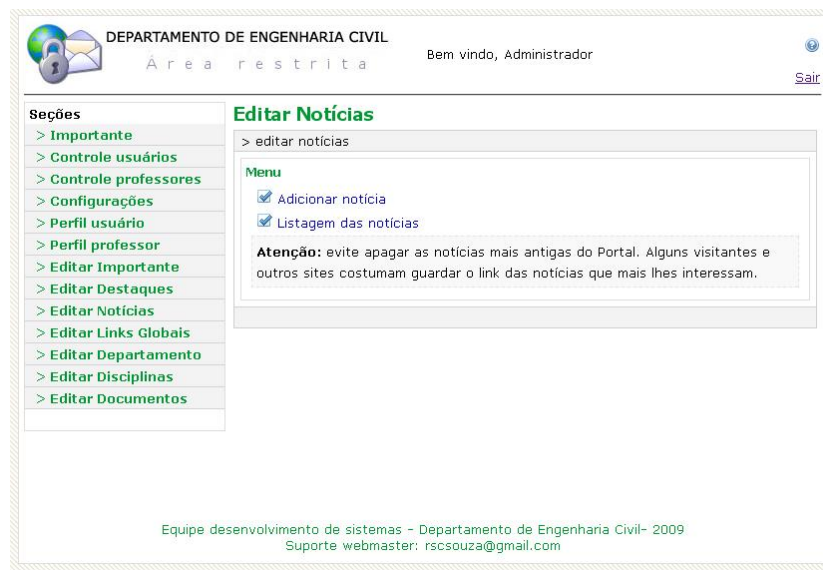 DEPARTAMENTO DE ENGENHARIA CIVIL
Área restrita
Bem vindo, Administrador
Sair
Seções
> Importante
> Controle usuários
> Controle professores
> Configurações
> Perfil usuário
> Perfil professor
> Editar Importante
> Editar Destaques
> Editar Notícias
> Editar Links Globais
> Editar Departamento
> Editar Disciplinas
> Editar Documentos
Editar Notícias
> editar notícias
Menu
Adicionar notícia
Listagem das notícias
Atenção: evite apagar as notícias mais antigas do Portal. Alguns visitantes e
outros sites costumam guardar o link das notícias que mais lhes interessam.
Equipe desenvolvimento de sistemas - Departamento de Engenharia Civil- 2009
Suporte webmaster: rscsouza@gmail.com